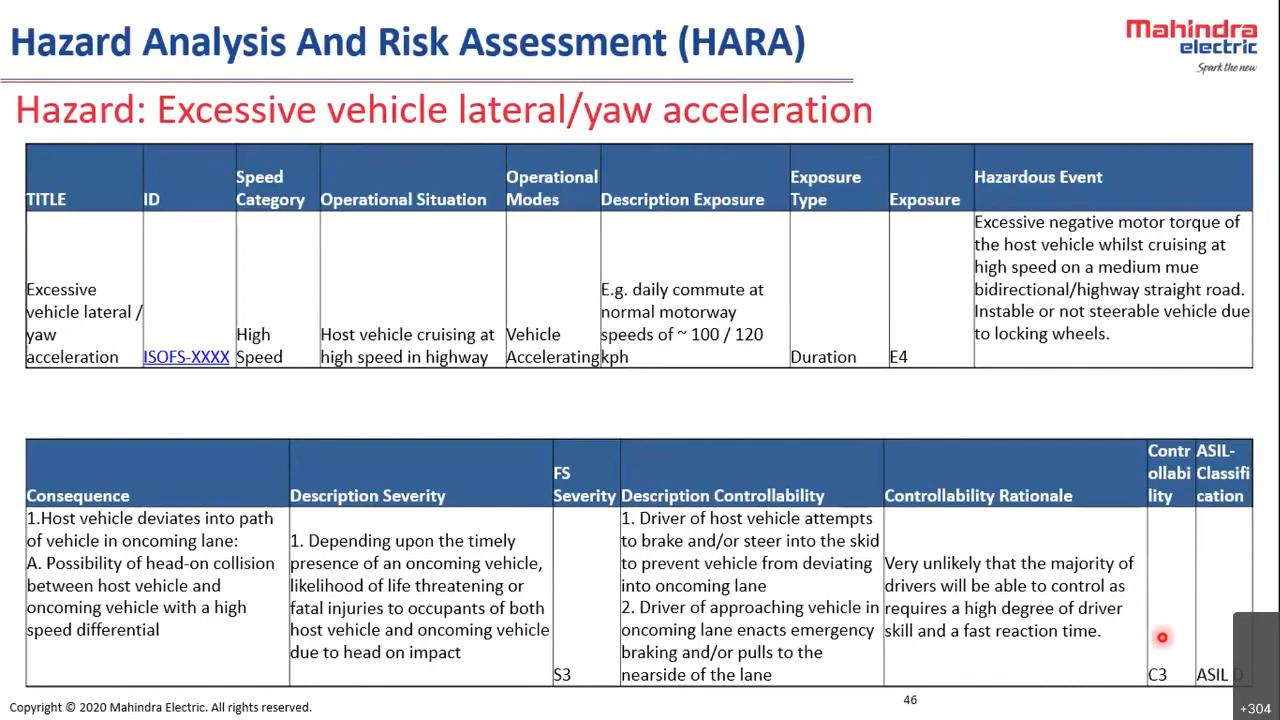 Hazard Analysis And Risk Assessment (HARA)
Mahindra
electric
Spark the new
Hazard: Excessive vehicle lateral/yaw acceleration
TITLE
ID
Speed
Category
Operational Situation
Operational
Modes
Description Exposure
Exposure
Type
Exposure
Hazardous Event
Excessive
vehicle lateral /
yaw
acceleration
ISOFS-XXXX
High
Speed
Host vehicle cruising at
high speed in highway
Vehicle
Accelerating
E.g. daily commute at
normal motorway
speeds of ~ 100 / 120
kph
Duration
E4
Excessive negative motor torque of
the host vehicle whilst cruising at
high speed on a medium mue
bidirectional/highway straight road.
Instable or not steerable vehicle due
to locking wheels.
Consequence
Description Severity
FS
Severity
Description Controllability
Controllability Rationale
Contr
ollabi
lity
ASIL-
Classifi
cation
1.Host vehicle deviates into path
of vehicle in oncoming lane:
A. Possibility of head-on collision
between host vehicle and
oncoming vehicle with a high
speed differential
1. Depending upon the timely
presence of an oncoming vehicle,
likelihood of life threatening or
fatal injuries to occupants of both
host vehicle and oncoming vehicle
due to head on impact
S3
1. Driver of host vehicle attempts
to brake and/or steer into the skid
to prevent vehicle from deviating
into oncoming lane
2. Driver of approaching vehicle in
oncoming lane enacts emergency
braking and/or pulls to the
nearside of the lane
Very unlikely that the majority of
drivers will be able to control as
requires a high degree of driver
skill and a fast reaction time.
C3
ASIL D
Copyright © 2020 Mahindra Electric. All rights reserved.
46
+304